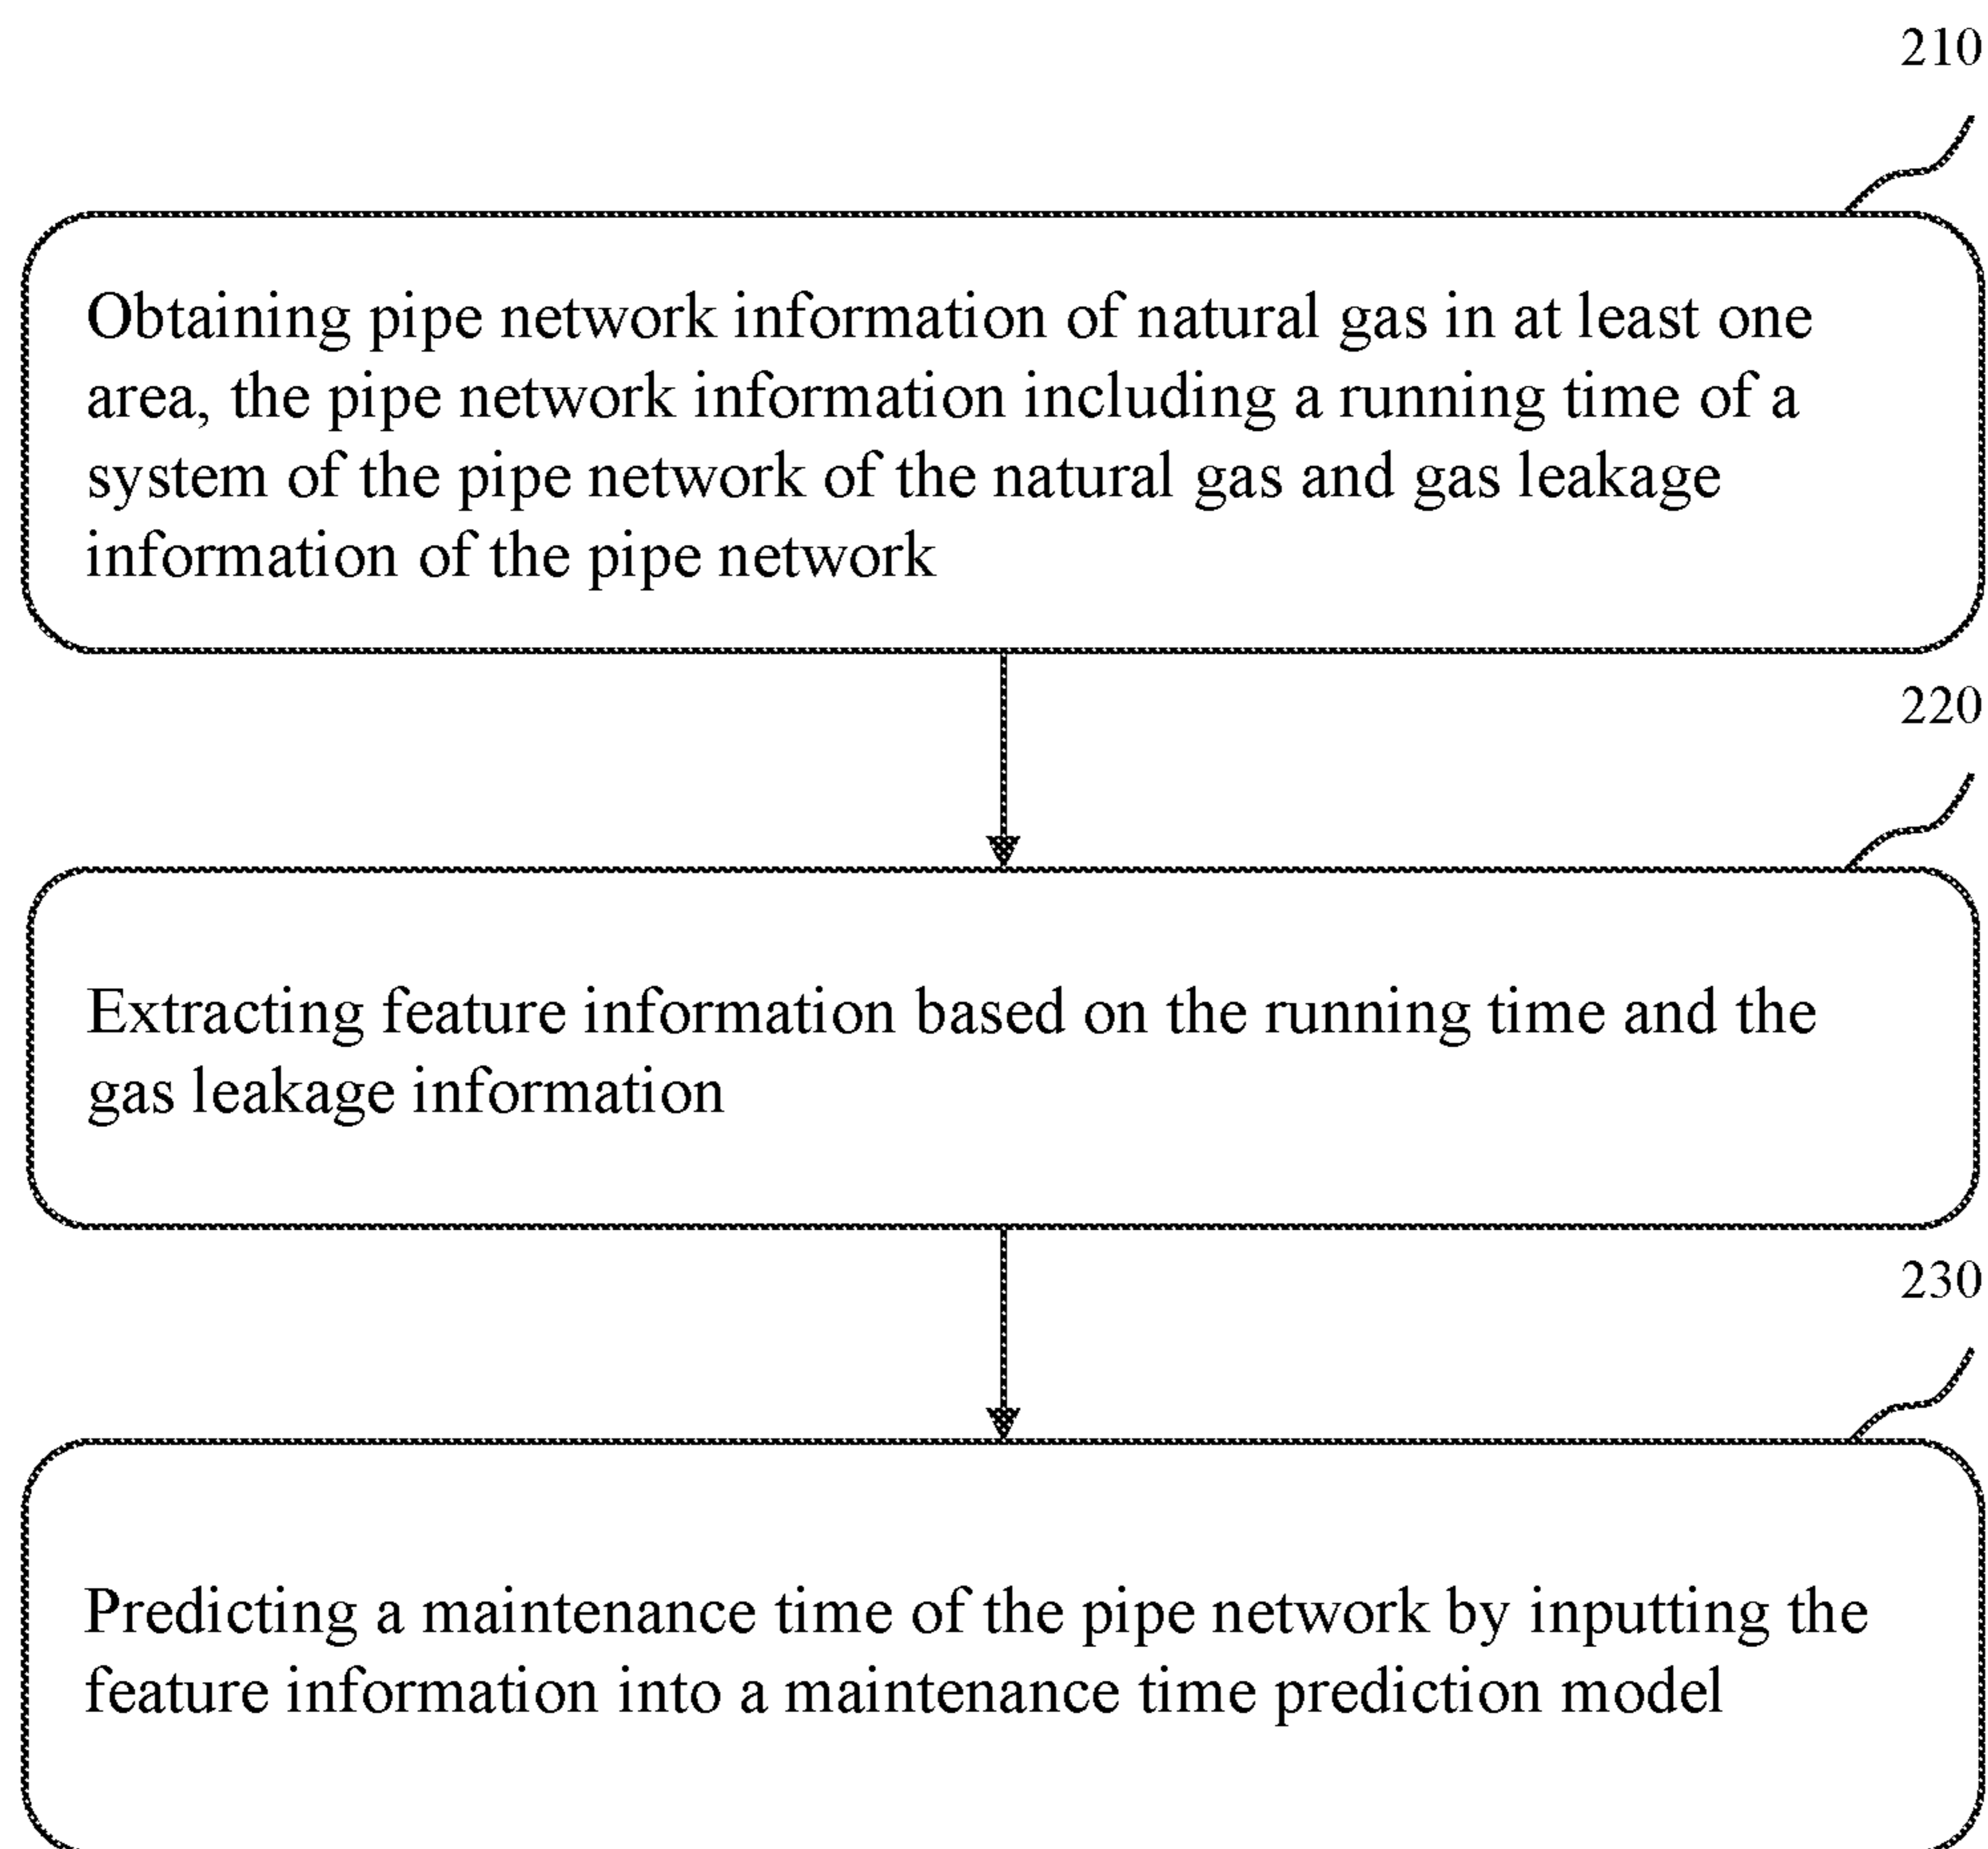 210
Obtaining pipe network information of natural gas in at least one
area, the pipe network information including a running time of a
system of the pipe network of the natural gas and gas leakage
information of the pipe network
220
Extracting feature information based on the running time and the
gas leakage information
230
Predicting a maintenance time of the pipe network by inputting the
feature information into a maintenance time prediction model